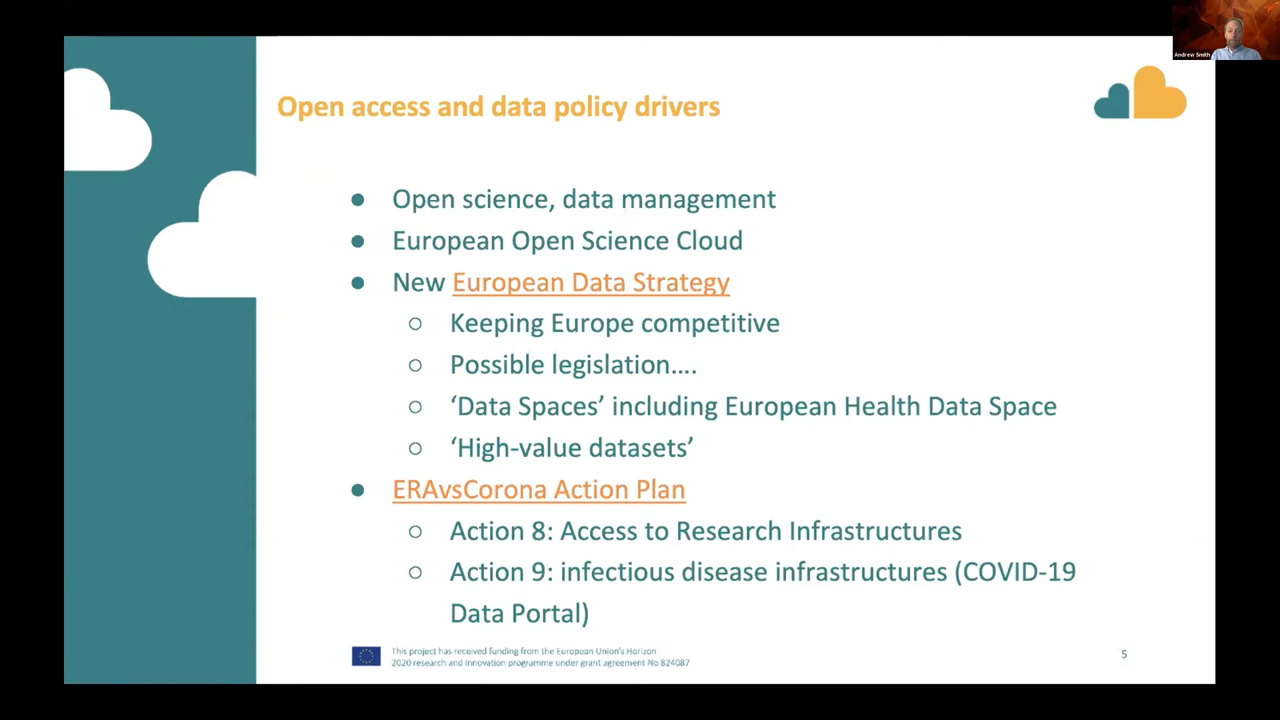 Andrew Smith
Open access and data policy drivers
● Open science, data management
● European Open Science Cloud
● New European Data Strategy
○ Keeping Europe competitive
○ Possible legislation....
○ ‘Data Spaces’ including European Health Data Space
○ ‘High-value datasets’
● ERAvsCorona Action Plan
○ Action 8: Access to Research Infrastructures
○ Action 9: infectious disease infrastructures (COVID-19
Data Portal)
This project has received funding from the European Union’s Horizon
2020 research and innovation programme under grant agreement No 824087
5